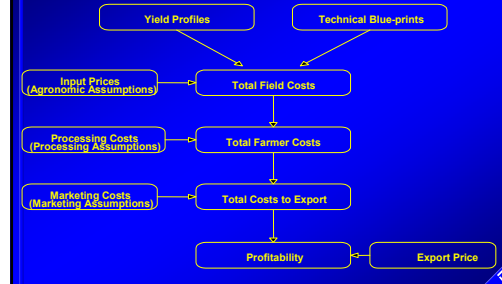 Yield Profiles
Technical Blue-prints
Input Prices
(Agronomic Assumptions)
Total Field Costs
Processing Costs
(Processing Assumptions)
Total Farmer Costs
Marketing Costs
(Marketing Assumptions)
Total Costs to Export
Profitability
Export Price